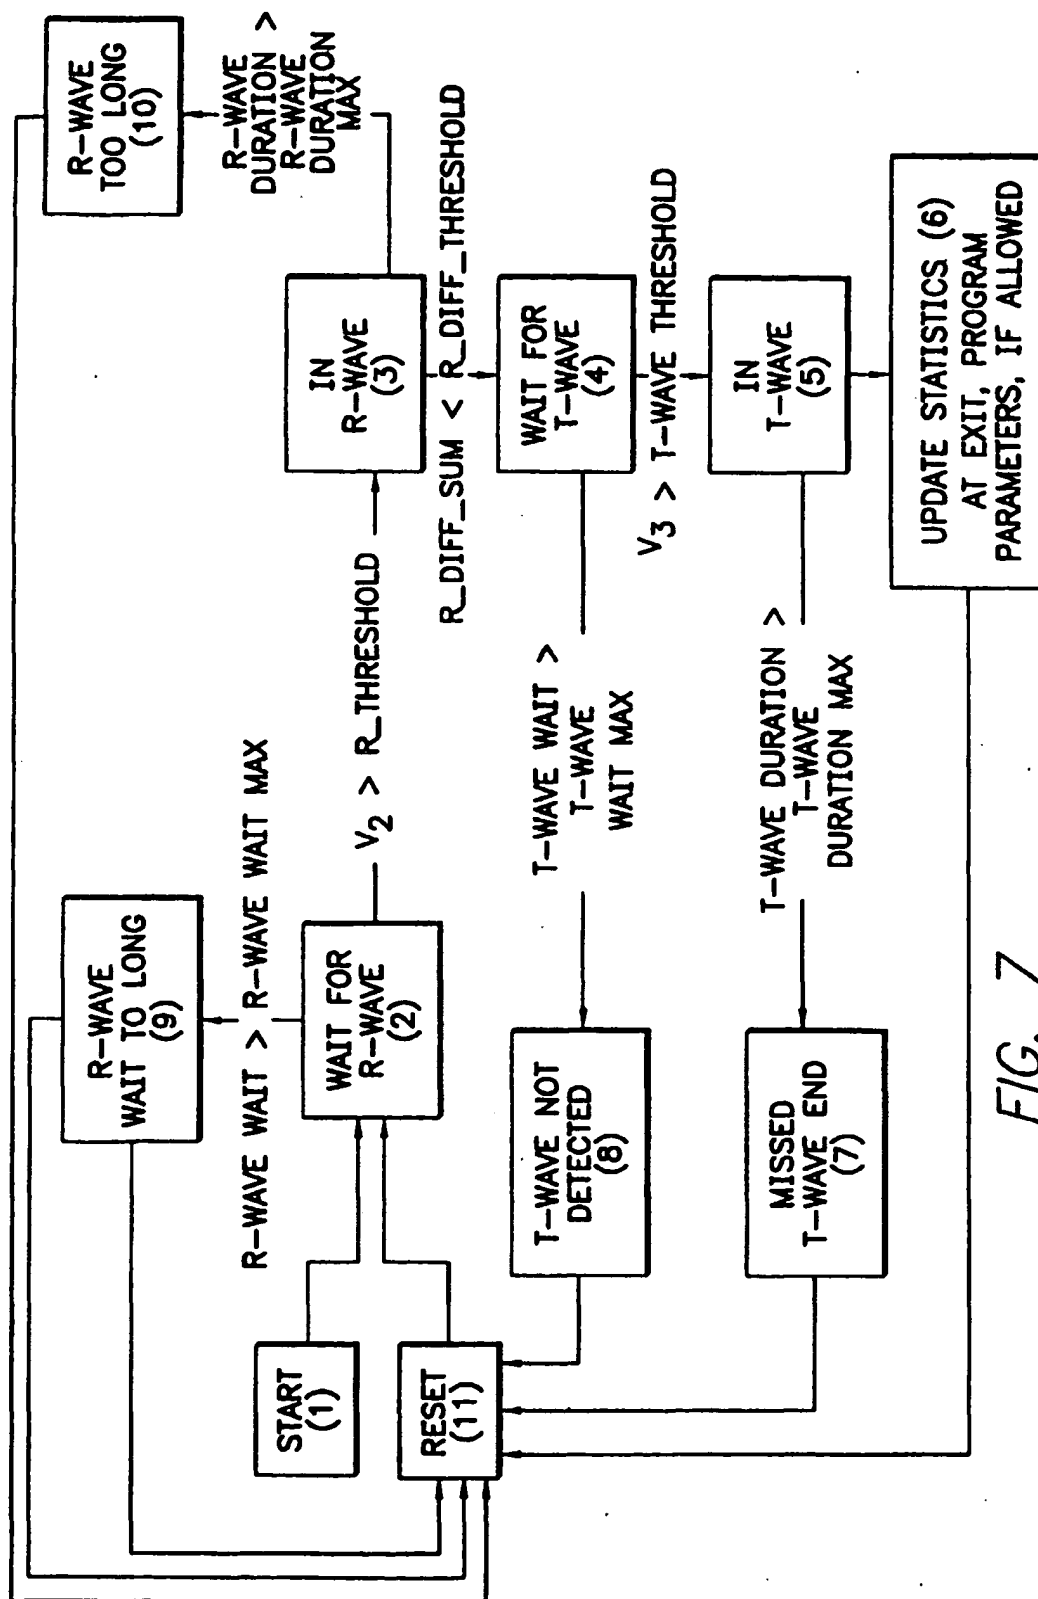 R-WAVE
TOO LONG
(10)
R-WAVE
DURATION >
R-WAVE
DURATION
MAX
R-WAVE
WAIT TO LONG
(9)
R-WAVE WAIT > R-WAVE WAIT MAX
START
(1)
WAIT FOR
R-WAVE
(2)
V2 > R_THRESHOLD
IN
R-WAVE
(3)
R_DIFF_SUM < R_DIFF_THRESHOLD
RESET
(11)
T-WAVE NOT
DETECTED
(8)
T-WAVE WAIT >
T-WAVE
WAIT MAX
WAIT FOR
T-WAVE
(4)
V3 > T-WAVE THRESHOLD
MISSED
T-WAVE END
(7)
T-WAVE DURATION >
T-WAVE
DURATION MAX
IN
T-WAVE
(5)
UPDATE STATISTICS (6)
AT EXIT, PROGRAM
PARAMETERS, IF ALLOWED
FIG. 7